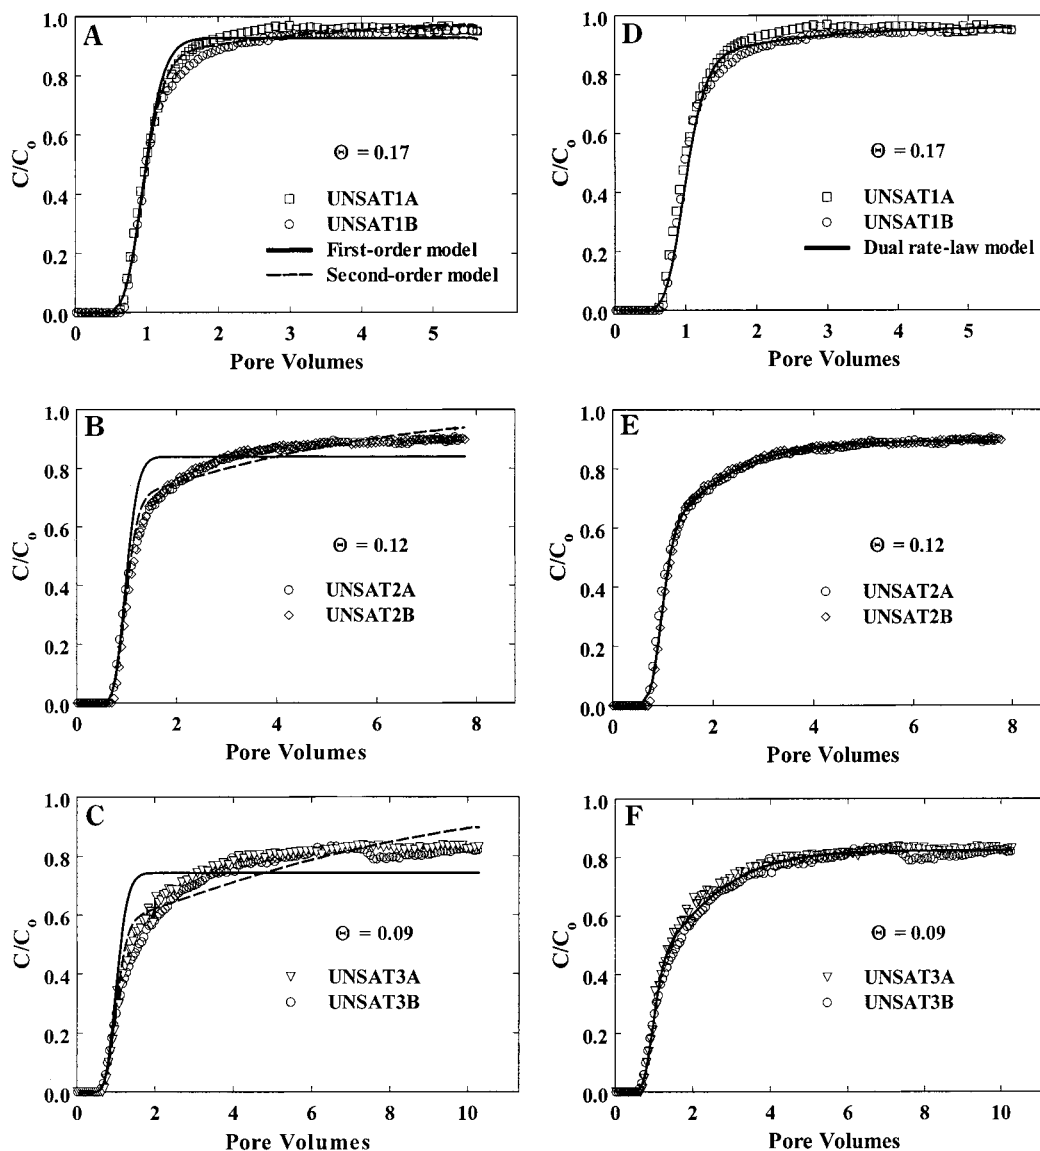 A
1.0
0.8
0.6
0.4
0.2
0.0
C/Co
Θ = 0.17
UNSAT1A
UNSAT1B
First-order model
Second-order model
0 1 2 3 4 5
Pore Volumes
D
1.0
0.8
0.6
0.4
0.2
0.0
C/Co
Θ = 0.17
UNSAT1A
UNSAT1B
Dual rate-law model
0 1 2 3 4 5
Pore Volumes
B
1.0
0.8
0.6
0.4
0.2
0.0
C/Co
Θ = 0.12
UNSAT2A
UNSAT2B
0 2 4 6 8
Pore Volumes
E
1.0
0.8
0.6
0.4
0.2
0.0
C/Co
Θ = 0.12
UNSAT2A
UNSAT2B
0 2 4 6 8
Pore Volumes
C
1.0
0.8
0.6
0.4
0.2
0.0
C/Co
Θ = 0.09
UNSAT3A
UNSAT3B
0 2 4 6 8 10
Pore Volumes
F
1.0
0.8
0.6
0.4
0.2
0.0
C/Co
Θ = 0.09
UNSAT3A
UNSAT3B
0 2 4 6 8 10
Pore Volumes